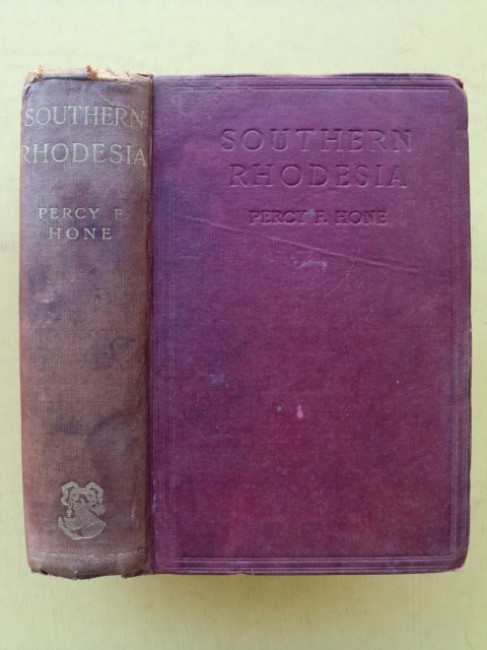 SOUTHERN
RHODESIA
PERCY F.
HONE
SOUTHERN
RHODESIA
PERCY F. HONE